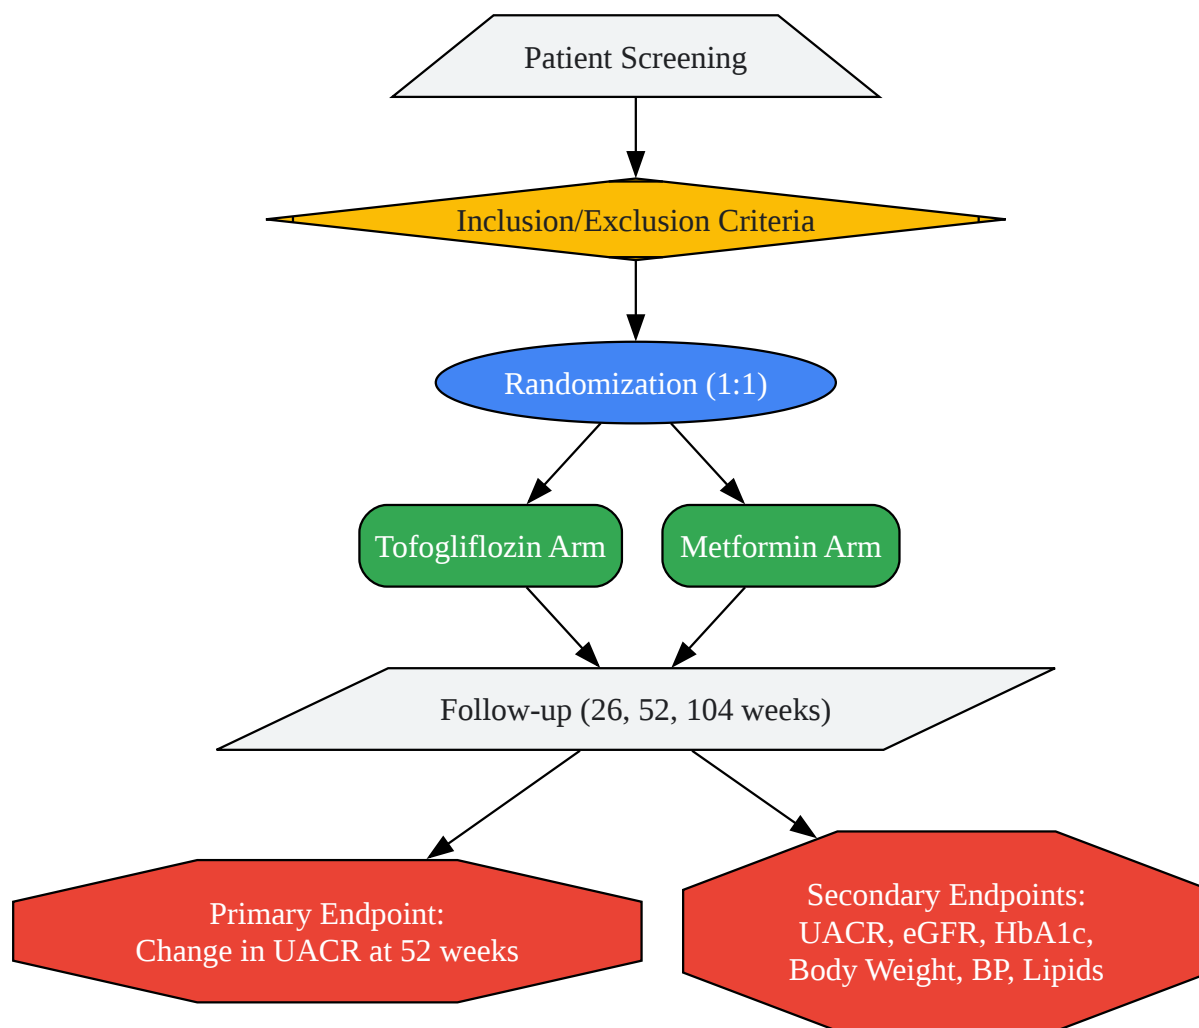 Patient Screening
Inclusion/Exclusion Criteria
Randomization (1:1)
Tofogliflozin Arm
Metformin Arm
Follow-up (26, 52, 104 weeks)
Primary Endpoint:
Change in UACR at 52 weeks
Secondary Endpoints:
UACR, eGFR, HbA1c,
Body Weight, BP, Lipids